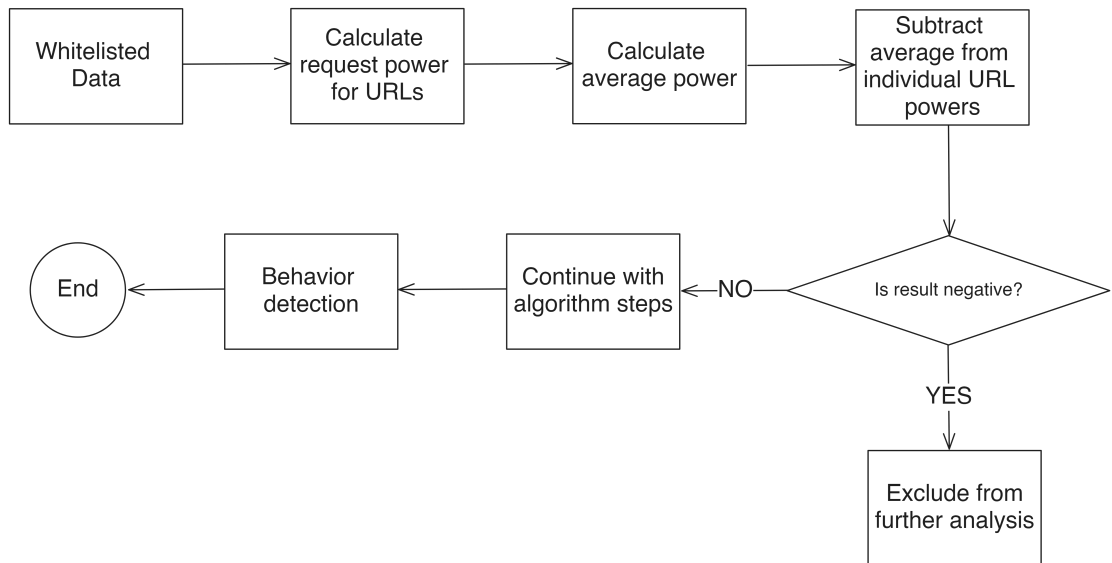 Whitelisted
Data
Calculate
request power
for URLs
Calculate
average power
Subtract
average from
individual URL
powers
End
Behavior
detection
Continue with
algorithm steps
NO
Is result negative?
YES
Exclude from
further analysis